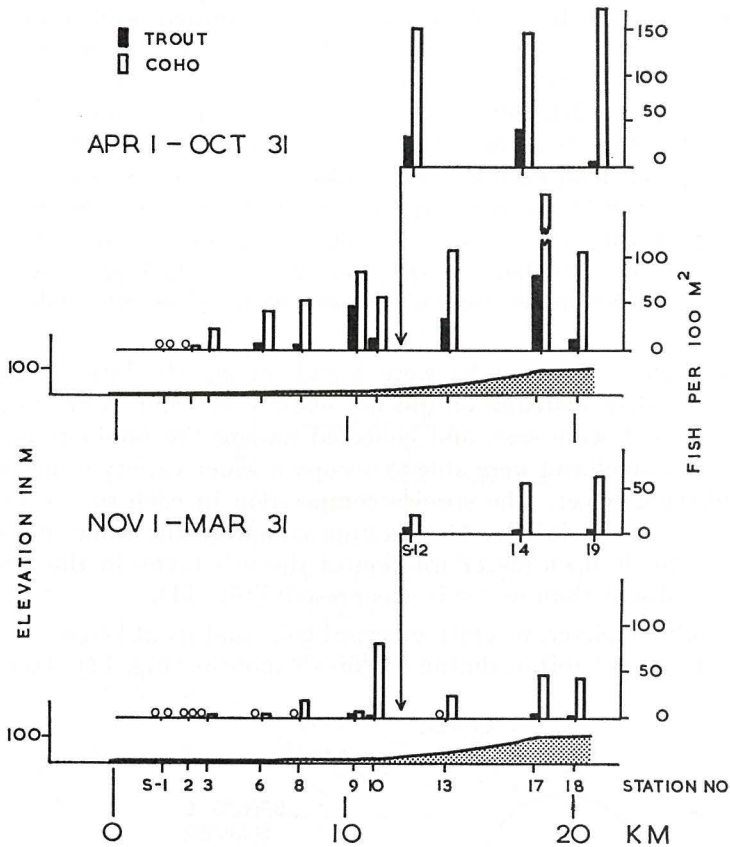 TROUT
COHO
APR 1 – OCT 31
150
100
50
0
100
50
0
100
FISH PER 100 M²
ELEVATION IN M
NOV 1 – MAR 31
50
0
S-12 14 19
100
50
0
100
S-1 2 3 6 8 9 10 13 17 18 STATION NO
0 10 20 KM